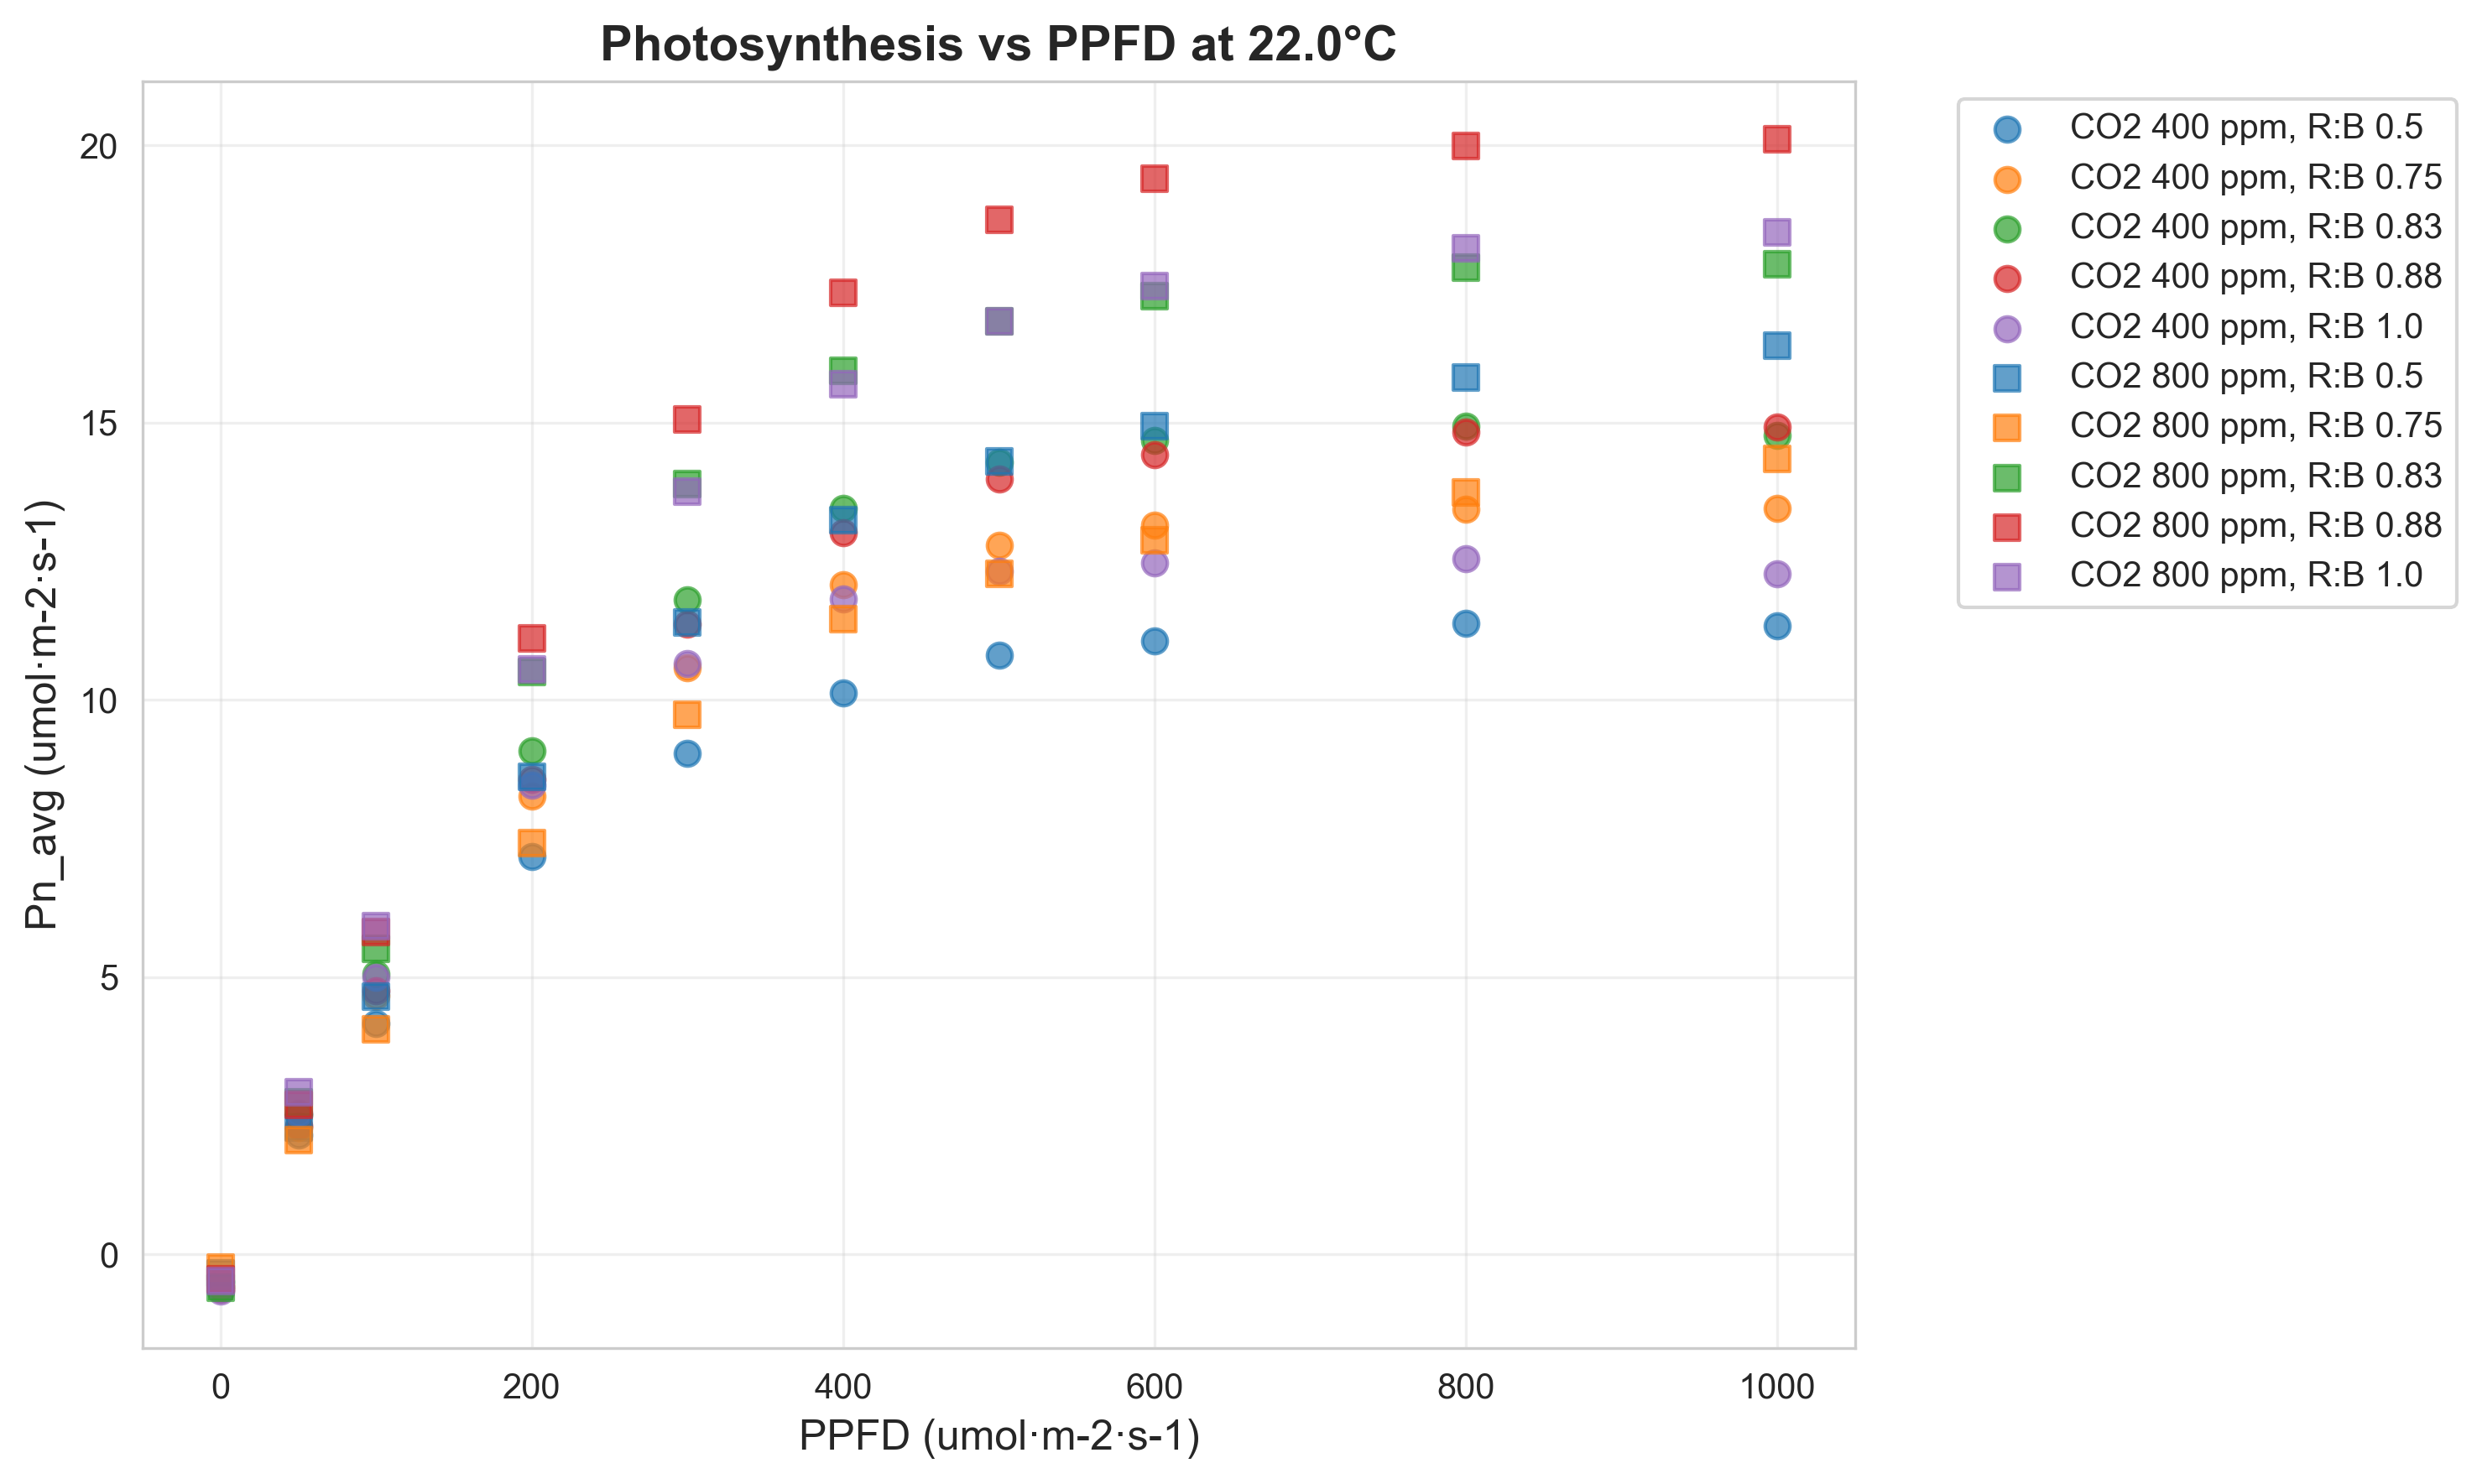 Photosynthesis vs PPFD at 22.0°C
Pn_avg (umol·m-2·s-1)
20
15
10
5
0
0
200
400
600
800
1000
PPFD (umol·m-2·s-1)
CO2 400 ppm, R:B 0.5
CO2 400 ppm, R:B 0.75
CO2 400 ppm, R:B 0.83
CO2 400 ppm, R:B 0.88
CO2 400 ppm, R:B 1.0
CO2 800 ppm, R:B 0.5
CO2 800 ppm, R:B 0.75
CO2 800 ppm, R:B 0.83
CO2 800 ppm, R:B 0.88
CO2 800 ppm, R:B 1.0